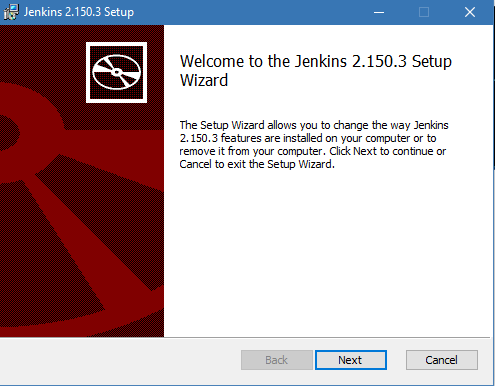 Jenkins 2.150.3 Setup
Welcome to the Jenkins 2.150.3 Setup
Wizard
The Setup Wizard allows you to change the way Jenkins
2.150.3 features are installed on your computer or to
remove it from your computer. Click Next to continue or
Cancel to exit the Setup Wizard.
Back Next Cancel